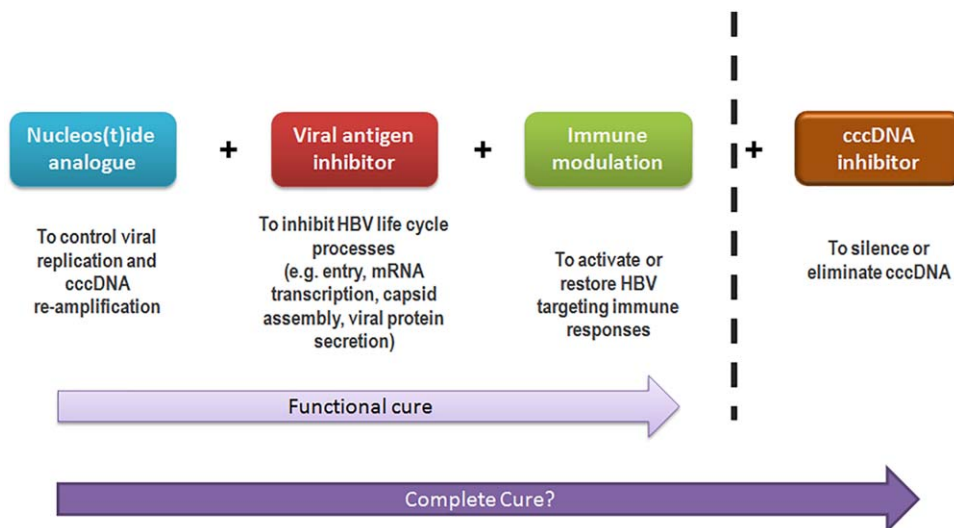 Nucleos(t)ide
analogue
+
Viral antigen
inhibitor
+
Immune
modulation
+
cccDNA
inhibitor
To control viral
replication and
cccDNA
re-amplification
To inhibit HBV life cycle
processes
(e.g. entry, mRNA
transcription, capsid
assembly, viral protein
secretion)
To activate or
restore HBV
targeting immune
responses
To silence or
eliminate cccDNA
Functional cure
Complete Cure?